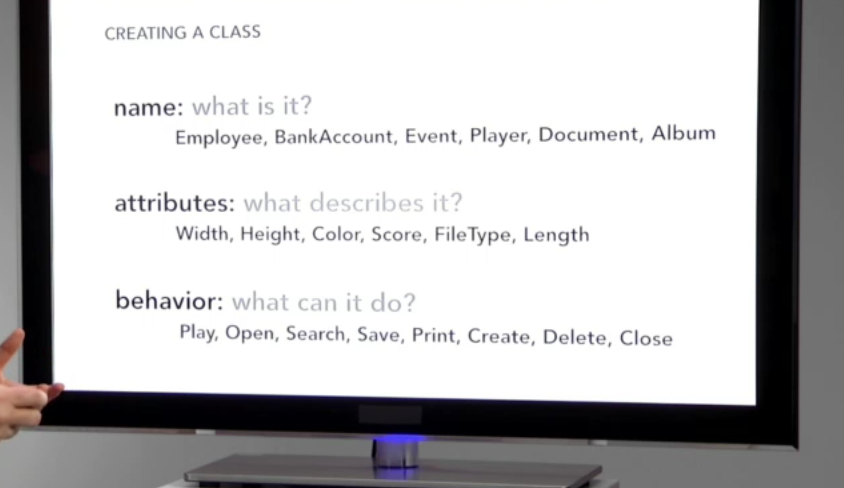 CREATING A CLASS
name: what is it?
Employee, BankAccount, Event, Player, Document, Album
attributes: what describes it?
Width, Height, Color, Score, FileType, Length
behavior: what can it do?
Play, Open, Search, Save, Print, Create, Delete, Close